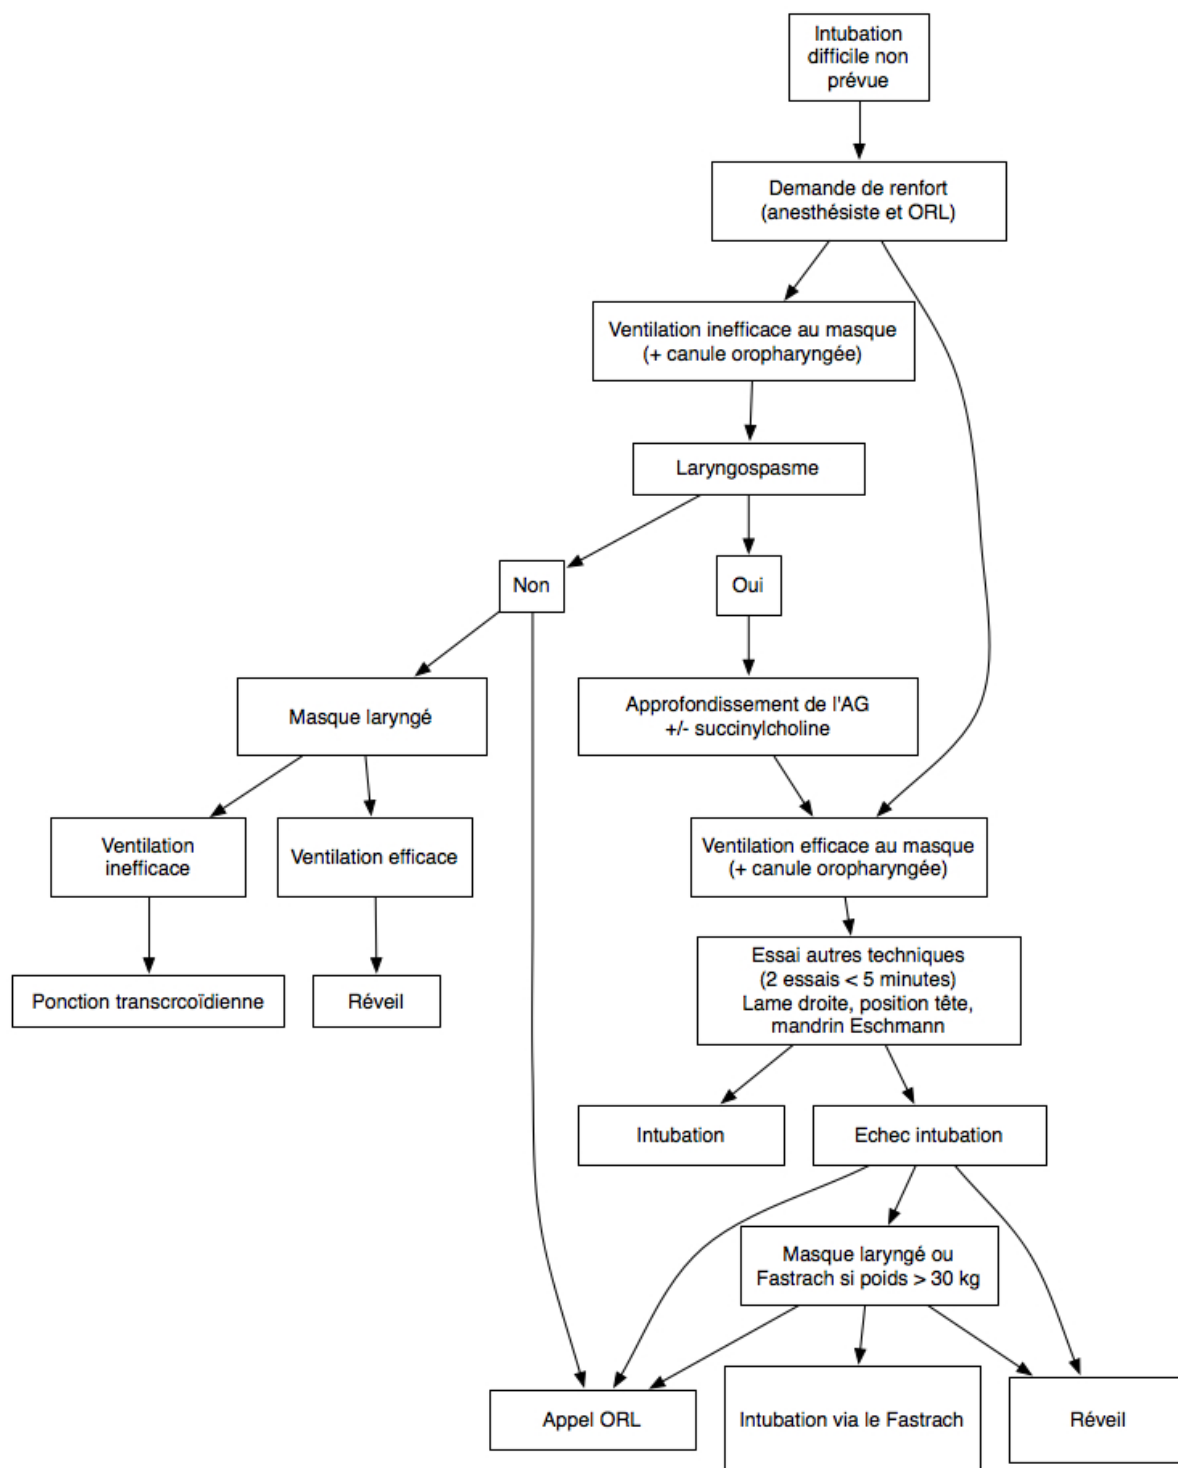 Intubation
difficile non
prévue
Demande de renfort
(anesthésiste et ORL)
Ventilation inefficace au masque
(+ canule oropharyngée)
Laryngospasme
Non
Oui
Masque laryngé
Approfondissement de l'AG
+/- succinylcholine
Ventilation
inefficace
Ventilation efficace
Ventilation efficace au masque
(+ canule oropharyngée)
Essai autres techniques
(2 essais < 5 minutes)
Lame droite, position tête,
mandrin Eschmann
Ponction transcrcoïdienne
Réveil
Intubation
Echec intubation
Masque laryngé ou
Fastrach si poids > 30 kg
Appel ORL
Intubation via le Fastrach
Réveil